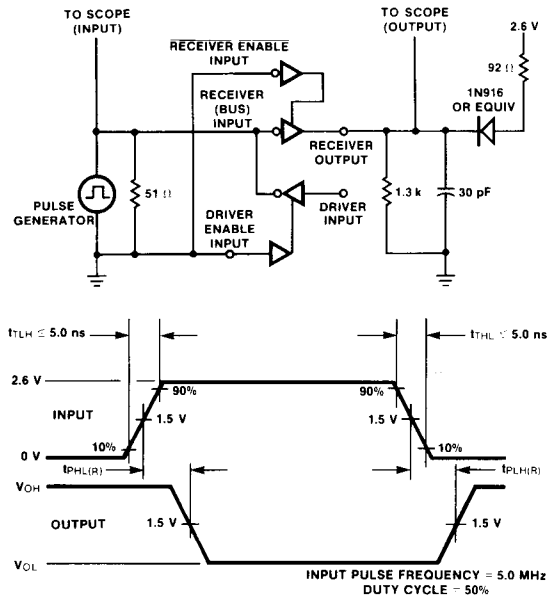 TO SCOPE
(INPUT)
RECEIVER ENABLE
INPUT
TO SCOPE
(OUTPUT)
2.6 V
92 Ω
1N916
OR EQUIV
RECEIVER
(BUS)
INPUT
RECEIVER
OUTPUT
51 Ω
PULSE
GENERATOR
DRIVER
ENABLE
INPUT
DRIVER
INPUT
1.3 k
30 pF
tTLH ≤ 5.0 ns
tTHL ≤ 5.0 ns
2.6 V
90%
90%
INPUT
1.5 V
1.5 V
10%
10%
0 V
tPHL(R)
tPLH(R)
VOH
OUTPUT
1.5 V
1.5 V
VOL
INPUT PULSE FREQUENCY = 5.0 MHz
DUTY CYCLE = 50%